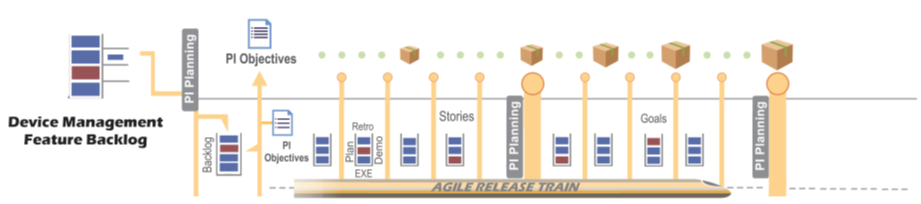 PI Planning
PI Objectives
Device Management
Feature Backlog
Backlog
PI
Objectives
Retro
Plan
Demo
EXE
Stories
PI Planning
Goals
PI Planning
AGILE RELEASE TRAIN